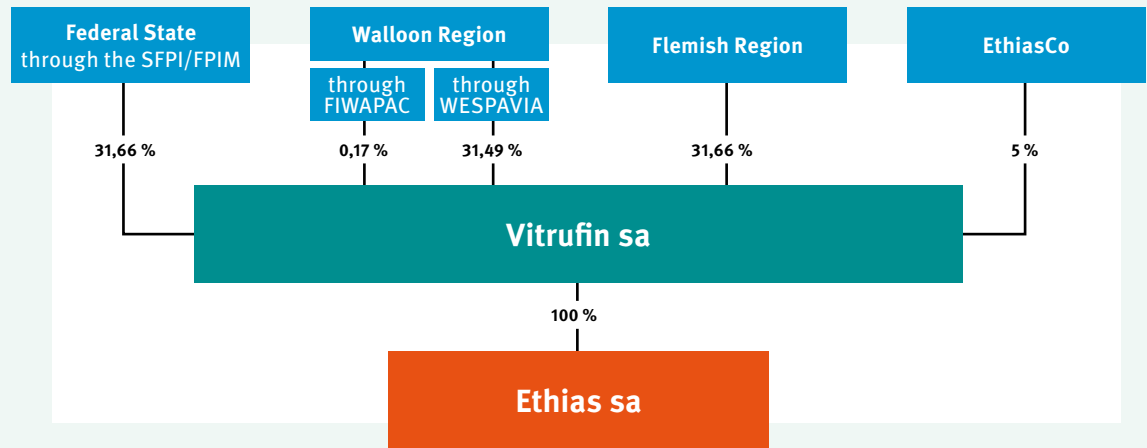 Federal State
through the SFPI/FPIM
Walloon Region
through
FIWAPAC
through
WESPAVIA
Flemish Region
EthiasCo
31,66 %
0,17 %
31,49 %
31,66 %
5 %
Vitrufin sa
100 %
Ethias sa